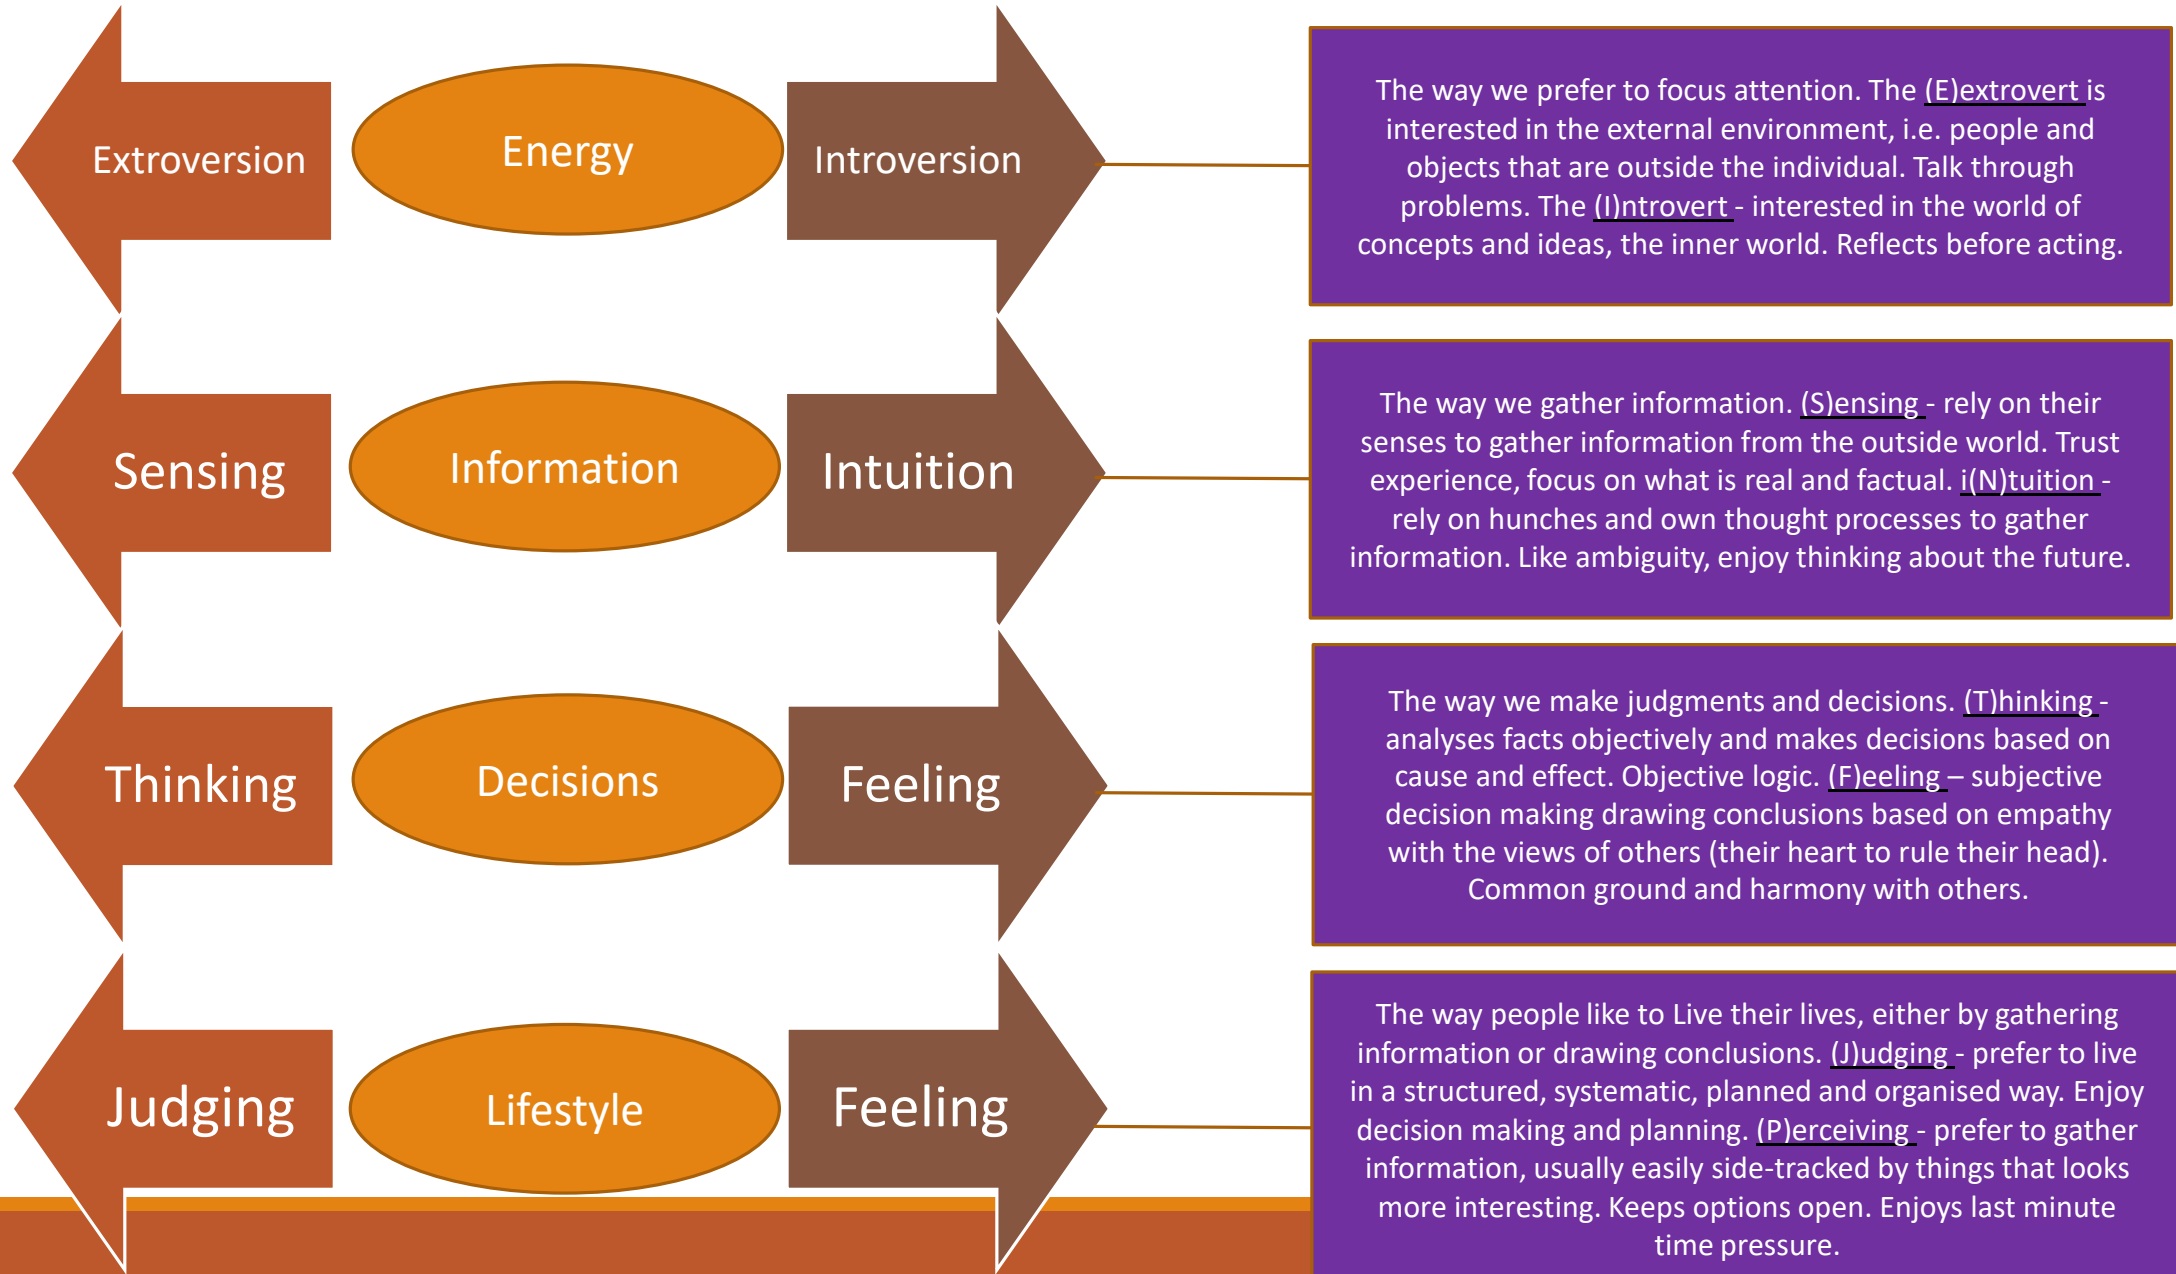 Extroversion
Energy
Introversion
The way we prefer to focus attention. The (E)extrovert is
interested in the external environment, i.e. people and
objects that are outside the individual. Talk through
problems. The (I)ntrovert - interested in the world of
concepts and ideas, the inner world. Reflects before acting.
Sensing
Information
Intuition
The way we gather information. (S)ensing - rely on their
senses to gather information from the outside world. Trust
experience, focus on what is real and factual. i(N)tuition -
rely on hunches and own thought processes to gather
information. Like ambiguity, enjoy thinking about the future.
Thinking
Decisions
Feeling
The way we make judgments and decisions. (T)hinking -
analyses facts objectively and makes decisions based on
cause and effect. Objective logic. (F)eeling – subjective
decision making drawing conclusions based on empathy
with the views of others (their heart to rule their head).
Common ground and harmony with others.
Judging
Lifestyle
Feeling
The way people like to Live their lives, either by gathering
information or drawing conclusions. (J)udging - prefer to live
in a structured, systematic, planned and organised way. Enjoy
decision making and planning. (P)erceiving - prefer to gather
information, usually easily side-tracked by things that looks
more interesting. Keeps options open. Enjoys last minute
time pressure.